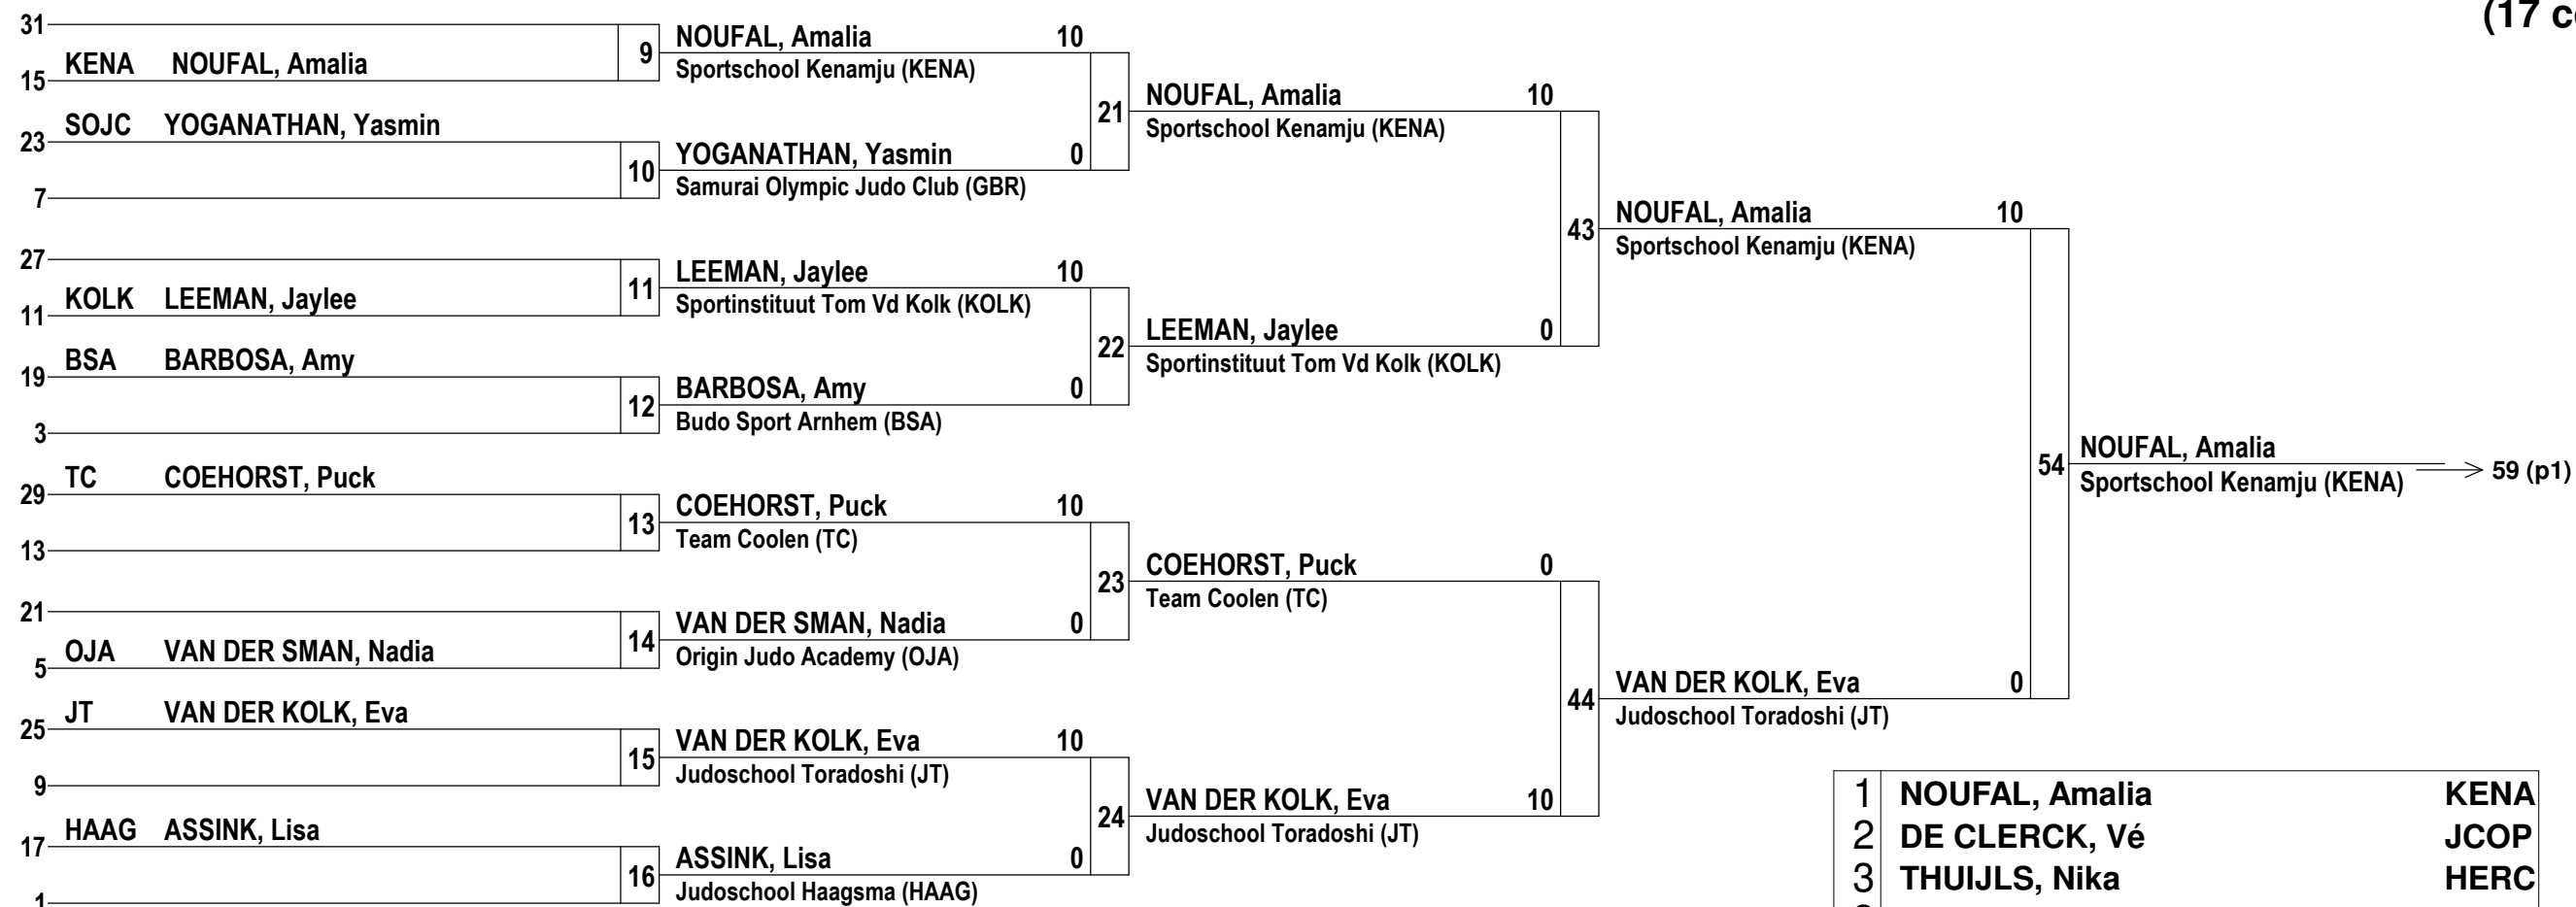 (17 c
31
15 KENA NOUFAL, Amalia
23 SOJC YOGANATHAN, Yasmin
7
27
11 KOLK LEEMAN, Jaylee
19 BSA BARBOSA, Amy
3
29 TC COEHORST, Puck
13
21
5 OJA VAN DER SMAN, Nadia
25 JT VAN DER KOLK, Eva
9
17 HAAG ASSINK, Lisa
1
9 NOUFAL, Amalia 10
Sportschool Kenamju (KENA)
10 YOGANATHAN, Yasmin 0
Samurai Olympic Judo Club (GBR)
11 LEEMAN, Jaylee 10
Sportinstituut Tom Vd Kolk (KOLK)
12 BARBOSA, Amy 0
Budo Sport Arnhem (BSA)
13 COEHORST, Puck 10
Team Coolen (TC)
14 VAN DER SMAN, Nadia 0
Origin Judo Academy (OJA)
15 VAN DER KOLK, Eva 10
Judoschool Toradoshi (JT)
16 ASSINK, Lisa 0
Judoschool Haagsma (HAAG)
21 NOUFAL, Amalia 10
Sportschool Kenamju (KENA)
22 LEEMAN, Jaylee 0
Sportinstituut Tom Vd Kolk (KOLK)
23 COEHORST, Puck 0
Team Coolen (TC)
24 VAN DER KOLK, Eva 10
Judoschool Toradoshi (JT)
43 NOUFAL, Amalia 10
Sportschool Kenamju (KENA)
44 VAN DER KOLK, Eva 0
Judoschool Toradoshi (JT)
54 NOUFAL, Amalia
Sportschool Kenamju (KENA)
59 (p1)
1 NOUFAL, Amalia KENA
2 DE CLERCK, Vé JCOP
3 THUIJLS, Nika HERC